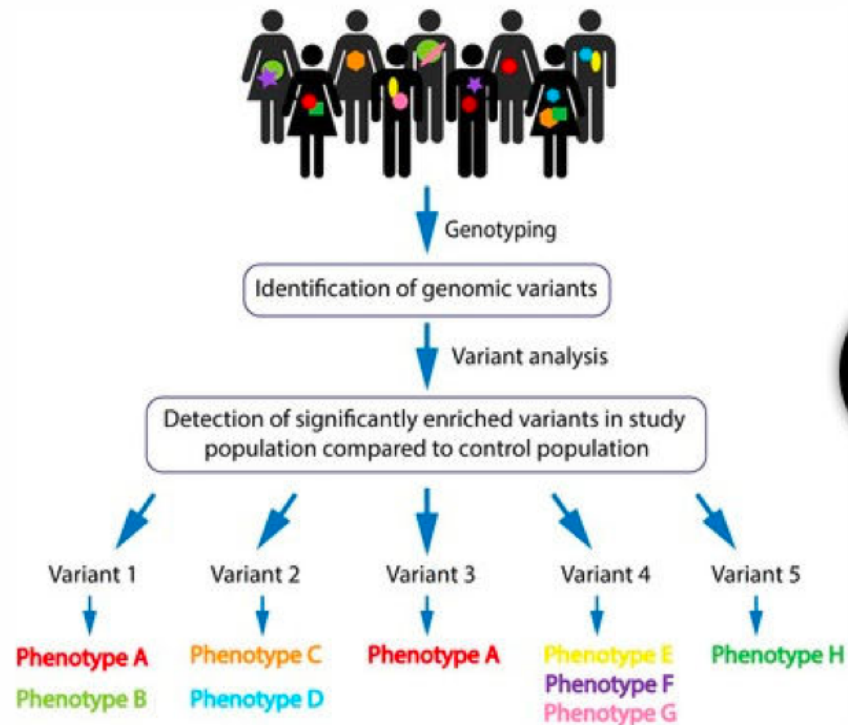 Genotyping
Identification of genomic variants
Variant analysis
Detection of significantly enriched variants in study
population compared to control population
Variant 1
Variant 2
Variant 3
Variant 4
Variant 5
Phenotype A
Phenotype B
Phenotype C
Phenotype D
Phenotype A
Phenotype E
Phenotype F
Phenotype G
Phenotype H